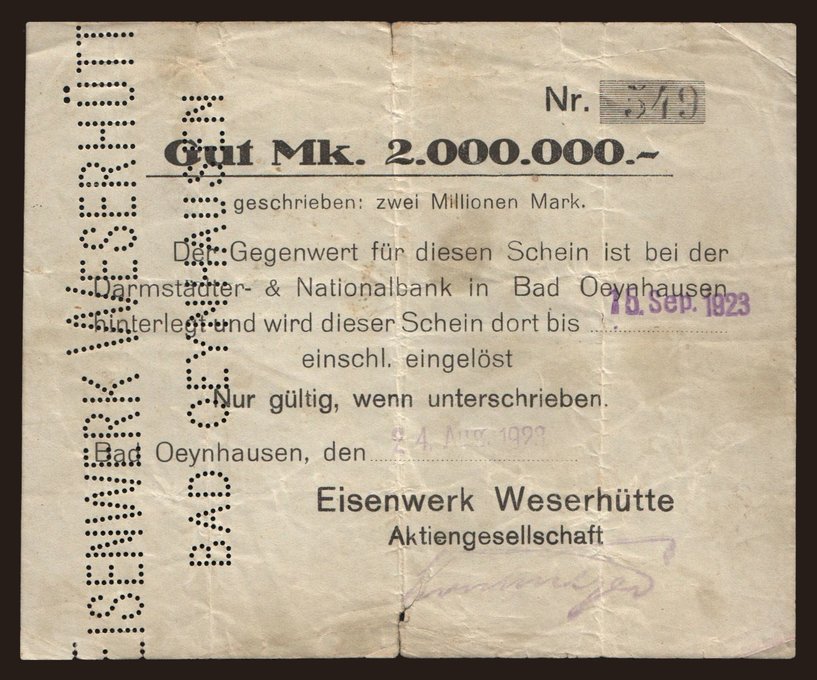 Nr. 549
Gut Mk. 2.000.000.-
geschrieben: zwei Millionen Mark.
Der Gegenwert für diesen Schein ist bei der
Darmstädter- & Nationalbank in Bad Oeynhausen
hinterlegt und wird dieser Schein dort bis 15. Sep. 1923
einschl. eingelöst
Nur gültig, wenn unterschrieben.
Bad Oeynhausen, den 24. Aug. 1923
Eisenwerk Weserhütte
Aktiengesellschaft
EISENWERK WESERHÜTT
BAD OEYNHAUSEN